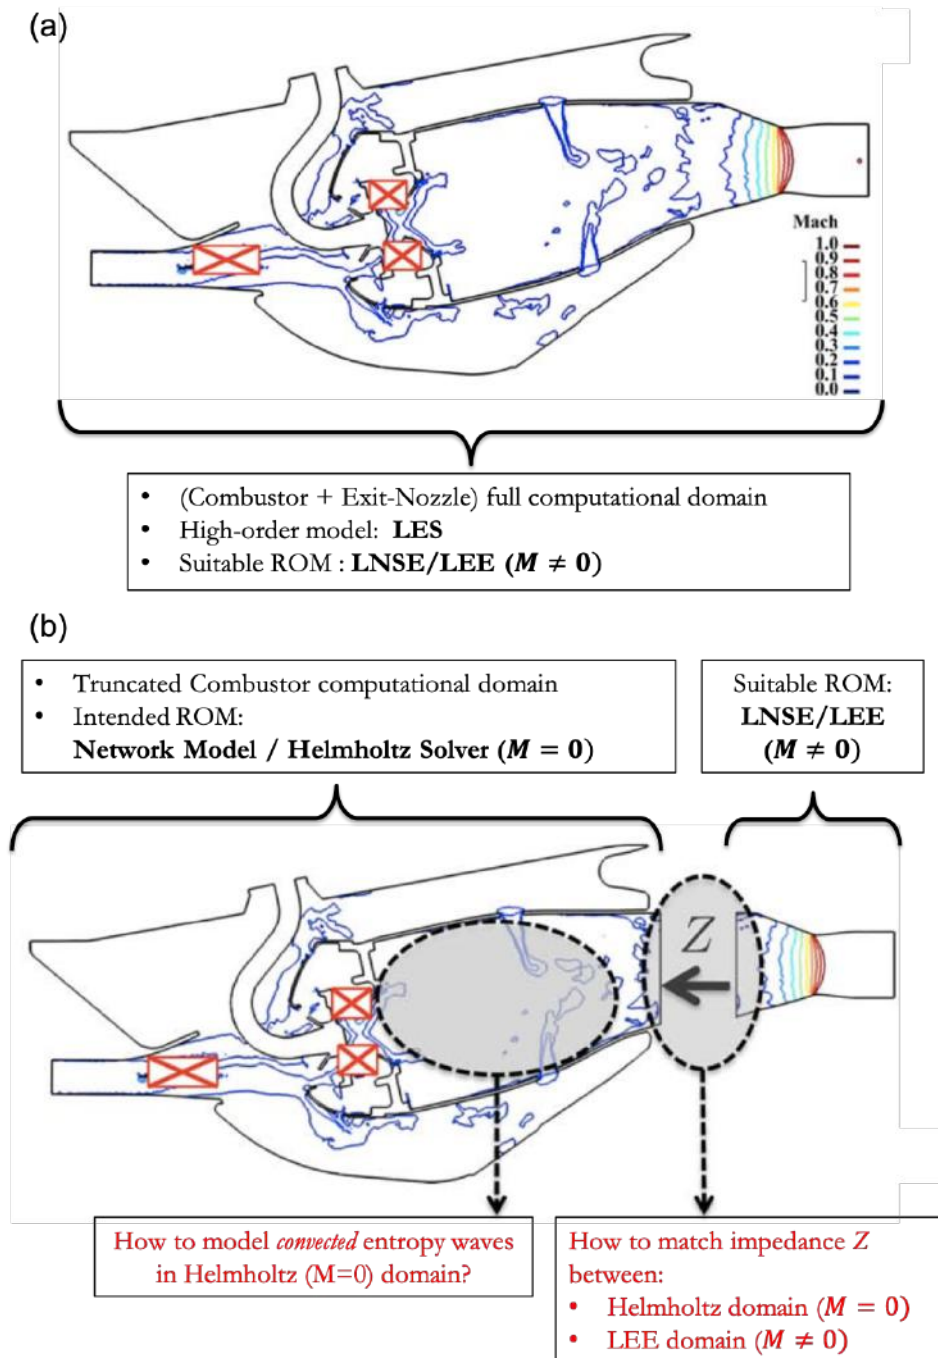 (a)
Mach
1.0
0.9
0.8
0.7
0.6
0.5
0.4
0.3
0.2
0.1
0.0
• (Combustor + Exit-Nozzle) full computational domain
• High-order model: LES
• Suitable ROM : LNSE/LEE (M ≠ 0)
(b)
• Truncated Combustor computational domain
• Intended ROM:
Network Model / Helmholtz Solver (M = 0)
Suitable ROM:
LNSE/LEE
(M ≠ 0)
Z
How to model convected entropy waves
in Helmholtz (M=0) domain?
How to match impedance Z
between:
• Helmholtz domain (M = 0)
• LEE domain (M ≠ 0)